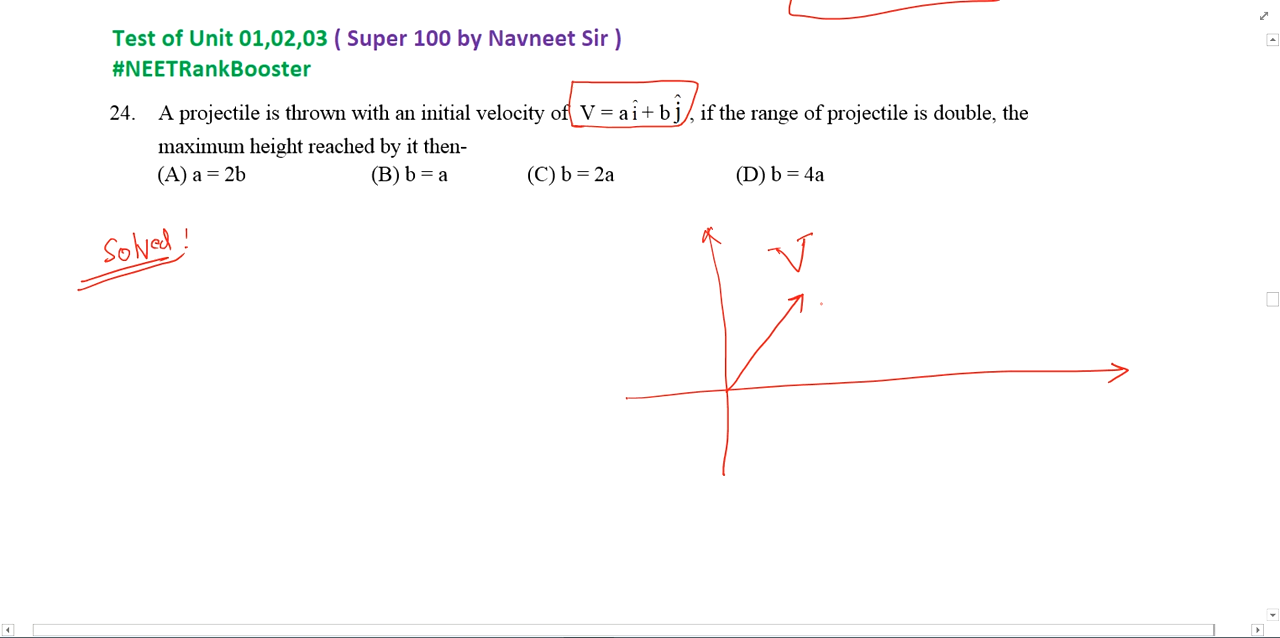 Test of Unit 01,02,03 ( Super 100 by Navneet Sir )
#NEETRankBooster
24. A projectile is thrown with an initial velocity of V = a î + b ĵ , if the range of projectile is double, the
maximum height reached by it then-
(A) a = 2b (B) b = a (C) b = 2a (D) b = 4a
Solved!
V